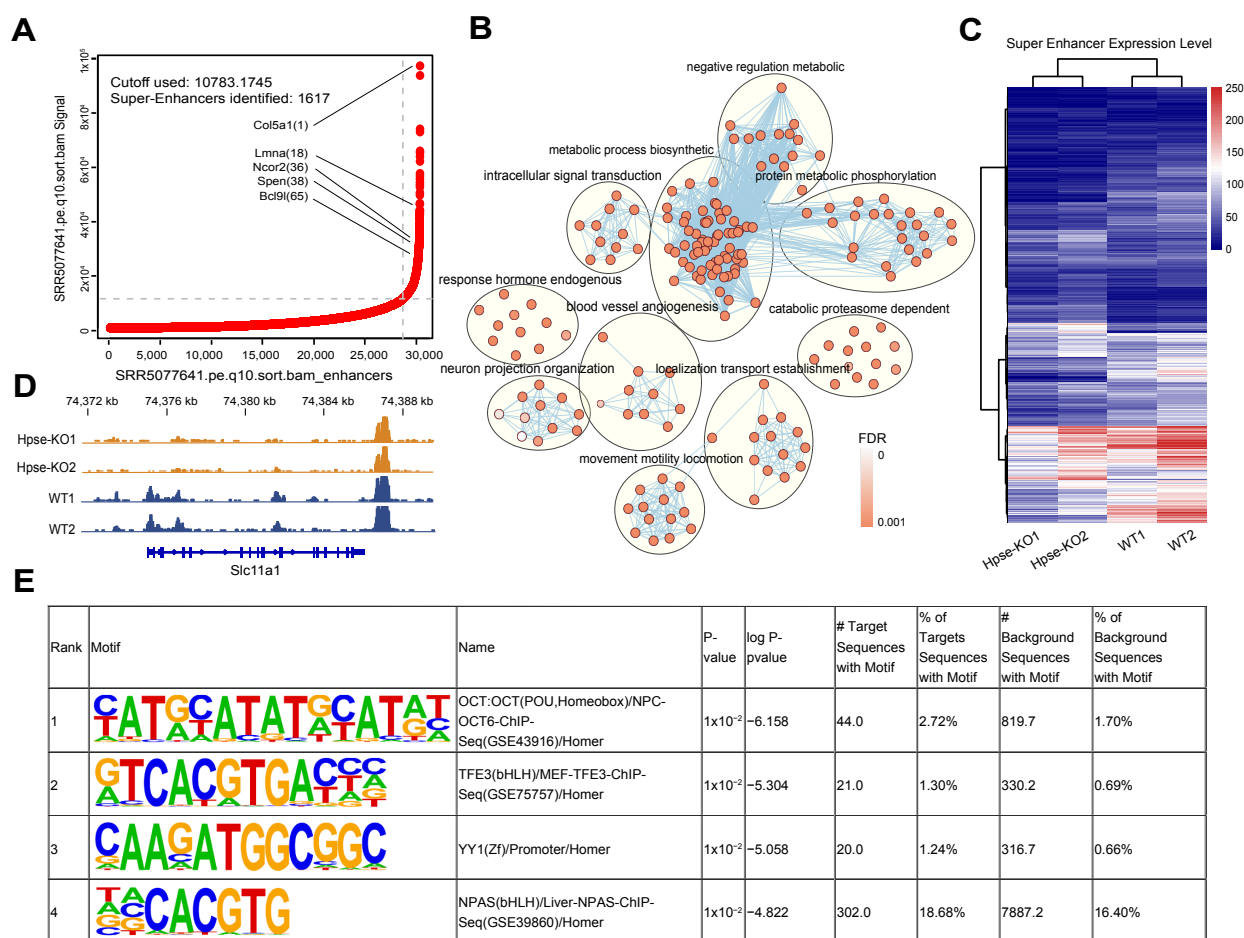 A
1x10⁵
8x10⁴
6x10⁴
4x10⁴
2x10⁴
0
SRR5077641.pe.q10.sort.bam Signal
Cutoff used: 10783.1745
Super-Enhancers identified: 1617
Col5a1(1)
Lmna(18)
Ncor2(36)
Spen(38)
Bcl9l(65)
0 5,000 10,000 15,000 20,000 25,000 30,000
SRR5077641.pe.q10.sort.bam_enhancers
B
negative regulation metabolic
metabolic process biosynthetic
intracellular signal transduction
protein metabolic phosphorylation
response hormone endogenous
blood vessel angiogenesis
catabolic proteasome dependent
neuron projection organization
localization transport establishment
movement motility locomotion
FDR
0
0.001
C
Super Enhancer Expression Level
250
200
150
100
50
0
Hpse-KO1 Hpse-KO2 WT1 WT2
D
74,372 kb 74,376 kb 74,380 kb 74,384 kb 74,388 kb
Hpse-KO1
Hpse-KO2
WT1
WT2
Slc11a1
E
Rank Motif Name P-value log P-pvalue # Target Sequences with Motif % of Targets Sequences with Motif # Background Sequences with Motif % of Background Sequences with Motif
1 OCT:OCT(POU,Homeobox)/NPC-OCT6-ChIP-Seq(GSE43916)/Homer 1x10⁻² −6.158 44.0 2.72% 819.7 1.70%
2 TFE3(bHLH)/MEF-TFE3-ChIP-Seq(GSE75757)/Homer 1x10⁻² −5.304 21.0 1.30% 330.2 0.69%
3 YY1(Zf)/Promoter/Homer 1x10⁻² −5.058 20.0 1.24% 316.7 0.66%
4 NPAS(bHLH)/Liver-NPAS-ChIP-Seq(GSE39860)/Homer 1x10⁻² −4.822 302.0 18.68% 7887.2 16.40%